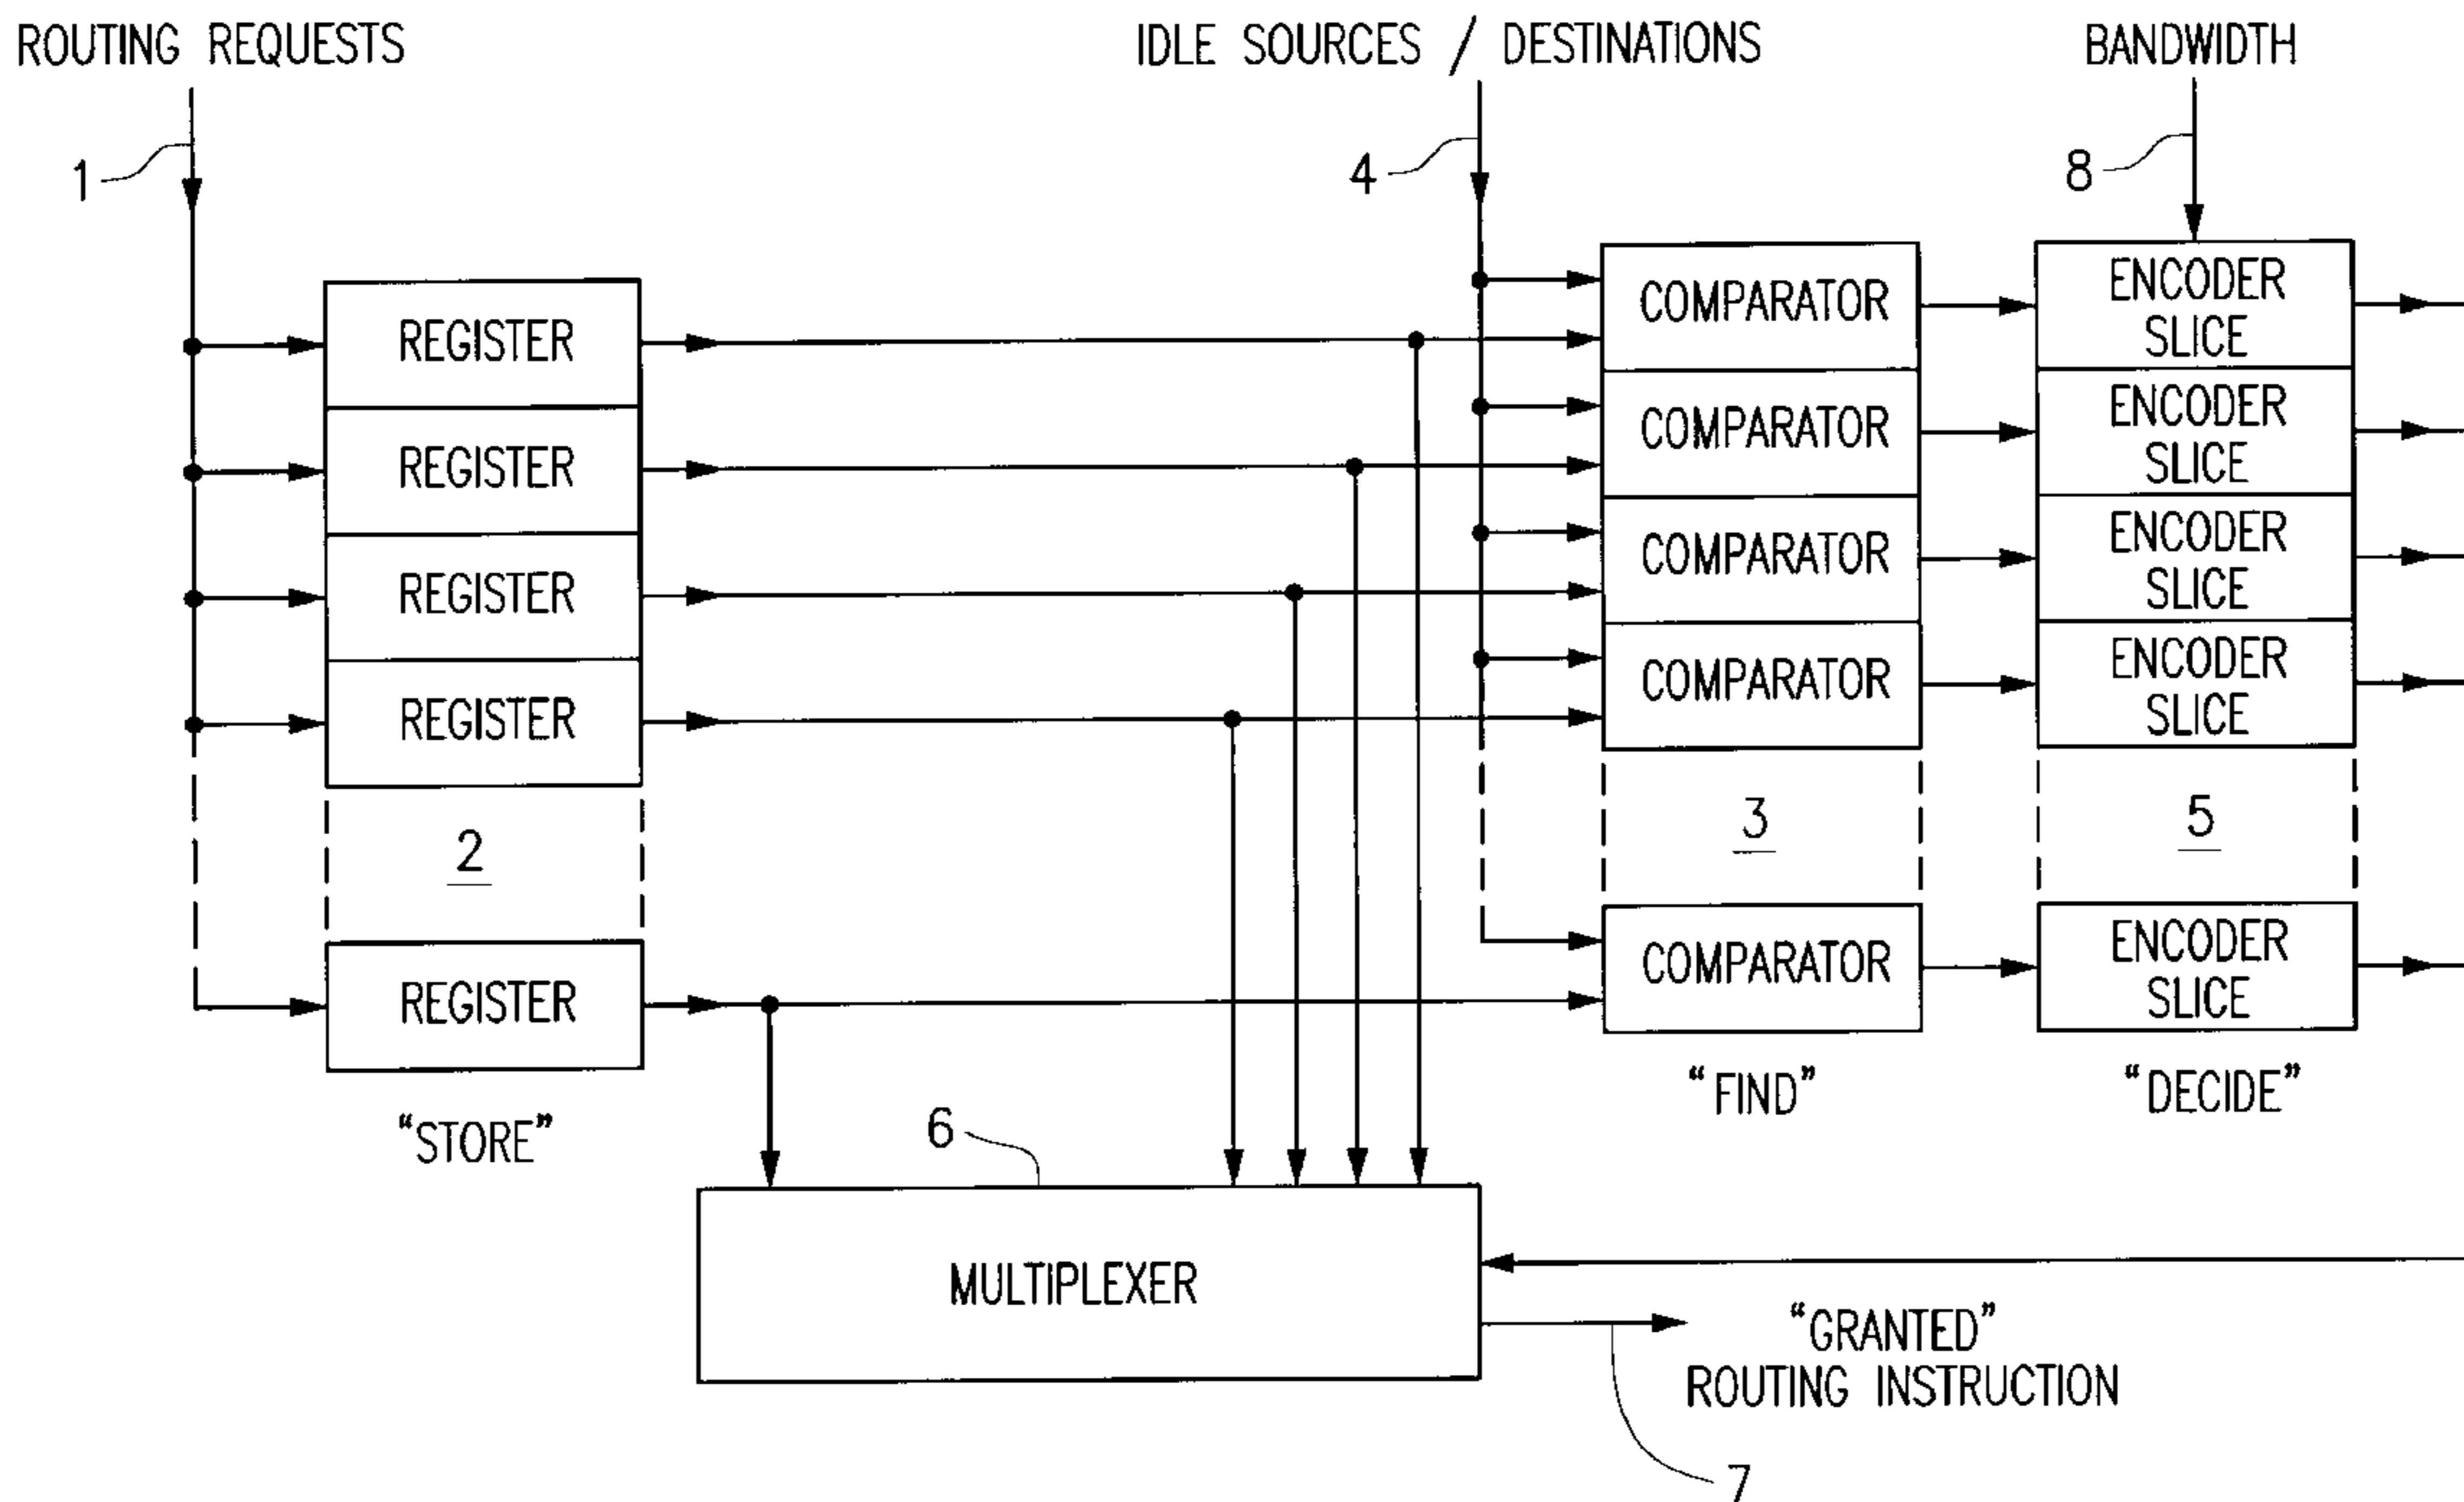 ROUTING REQUESTS
IDLE SOURCES / DESTINATIONS
BANDWIDTH
1
4
8
REGISTER
REGISTER
REGISTER
REGISTER
2
REGISTER
"STORE"
COMPARATOR
COMPARATOR
COMPARATOR
COMPARATOR
3
COMPARATOR
"FIND"
ENCODER
SLICE
ENCODER
SLICE
ENCODER
SLICE
ENCODER
SLICE
5
ENCODER
SLICE
"DECIDE"
6
MULTIPLEXER
"GRANTED"
ROUTING INSTRUCTION
7